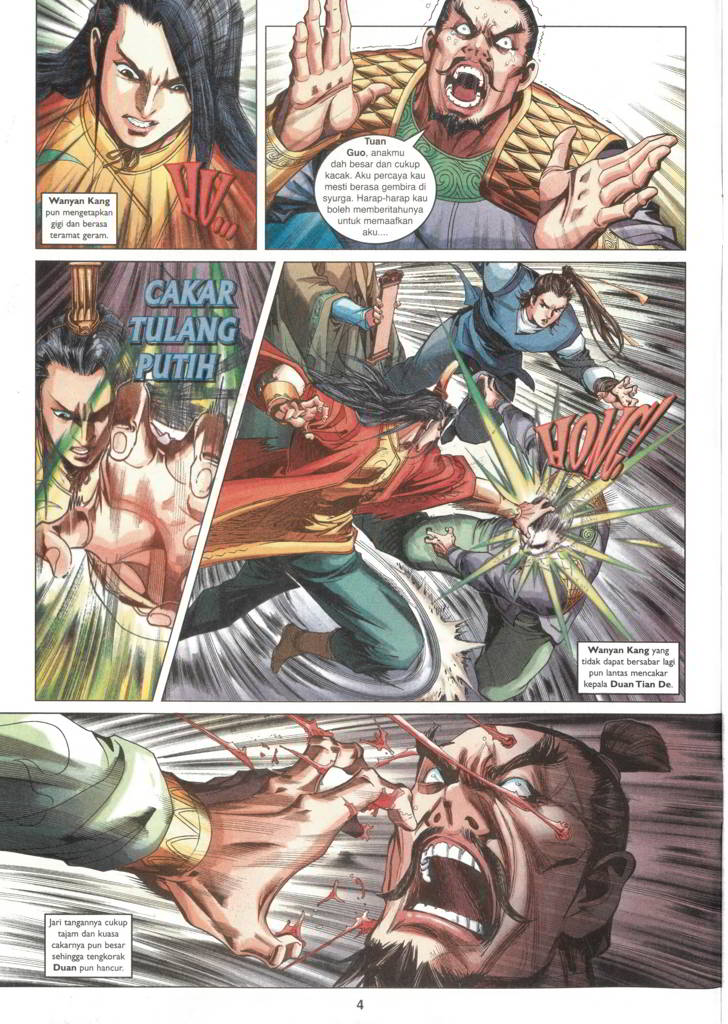 Wanyan Kang
pun mengetapkan
gigi dan berasa
teramat geram.
HU...
Tuan
Guo, anakmu
dah besar dan cukup
kacak. Aku percaya kau
mesti berasa gembira di
syurga. Harap-harap kau
boleh memberitahunya
untuk memaafkan
aku....
CAKAR
TULANG
PUTIH
HONG!
Wanyan Kang yang
tidak dapat bersabar lagi
pun lantas mencakar
kepala Duan Tian De.
Jari tangannya cukup
tajam dan kuasa
cakarnya pun besar
sehingga tengkorak
Duan pun hancur.
4